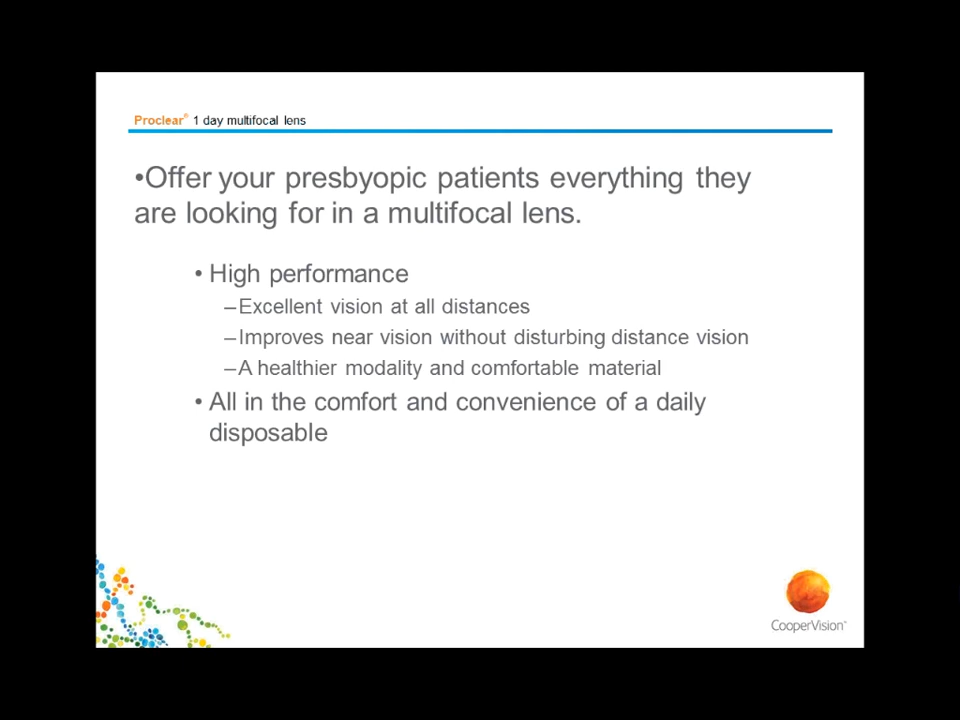 Proclear® 1 day multifocal lens
•Offer your presbyopic patients everything they
are looking for in a multifocal lens.
• High performance
–Excellent vision at all distances
–Improves near vision without disturbing distance vision
–A healthier modality and comfortable material
• All in the comfort and convenience of a daily
disposable
CooperVision™